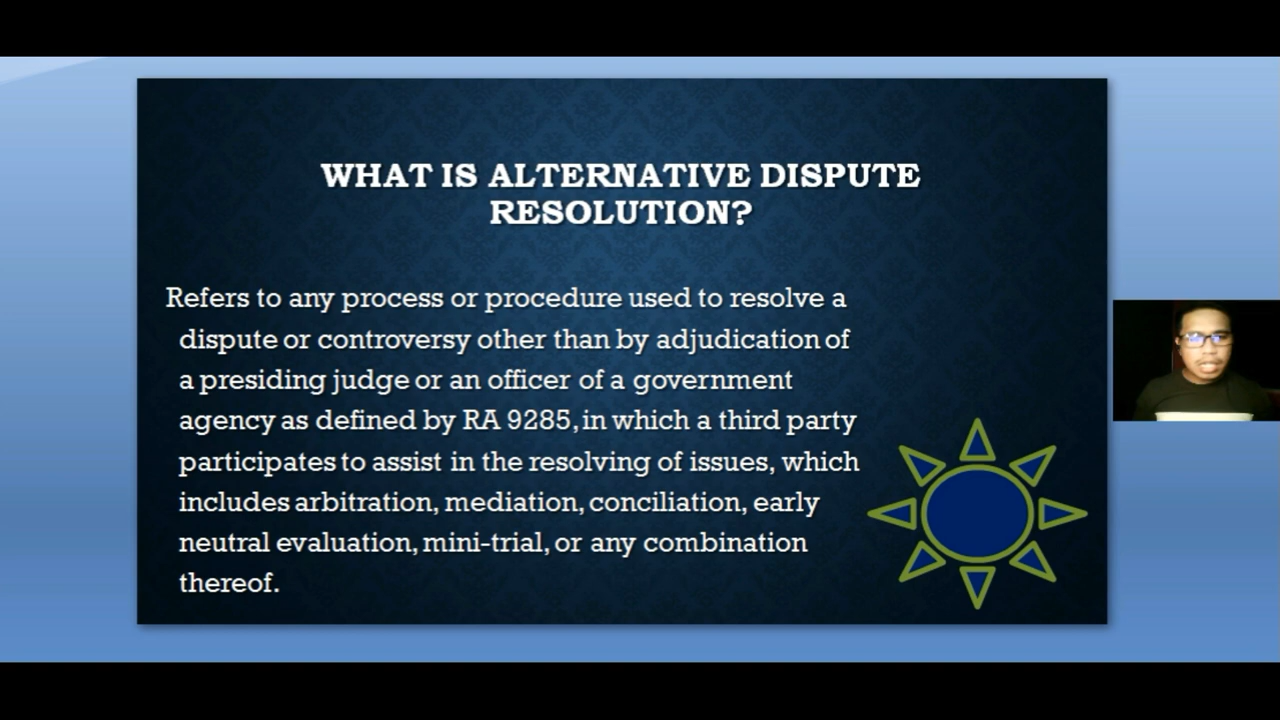 WHAT IS ALTERNATIVE DISPUTE
RESOLUTION?
Refers to any process or procedure used to resolve a
dispute or controversy other than by adjudication of
a presiding judge or an officer of a government
agency as defined by RA 9285, in which a third party
participates to assist in the resolving of issues, which
includes arbitration, mediation, conciliation, early
neutral evaluation, mini-trial, or any combination
thereof.